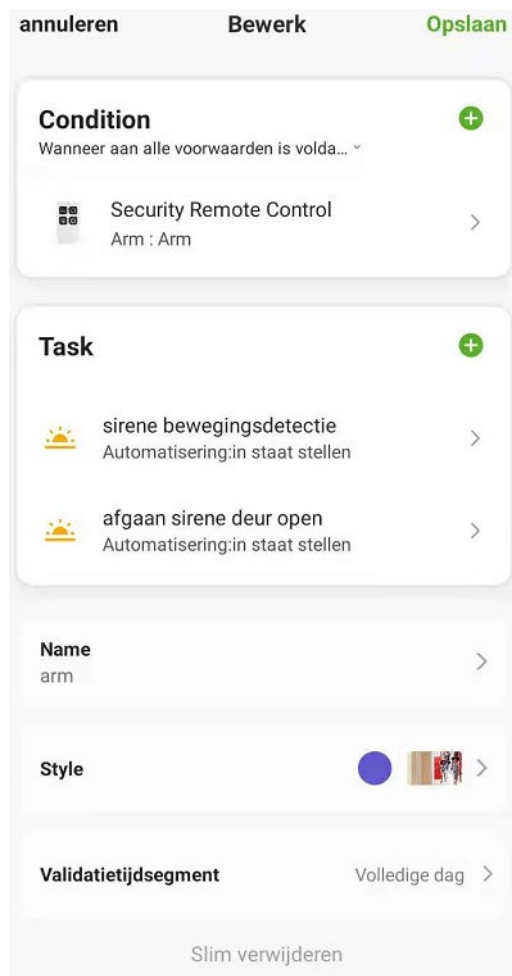 annuleren Bewerk Opslaan
Condition
Wanneer aan alle voorwaarden is volda...
Security Remote Control
Arm : Arm
Task
sirene bewegingsdetectie
Automatisering:in staat stellen
afgaan sirene deur open
Automatisering:in staat stellen
Name
arm
Style
Validatietijdsegment Volledige dag
Slim verwijderen